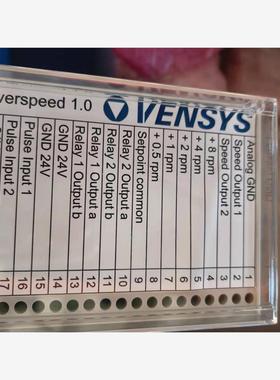 verspeed 1.0 VENSYS
Analog GND 1
Speed Output 1 2
Speed Output 2 3
+ 8 rpm 4
+ 4 rpm 5
+ 2 rpm 6
+ 1 rpm 7
+ 0.5 rpm 8
Setpoint common 9
Relay 2 Output a 10
Relay 2 Output b 11
Relay 1 Output a 12
Relay 1 Output b 13
GND 24V 14
GND 24V 15
Pulse Input 1 16
Pulse Input 2 17